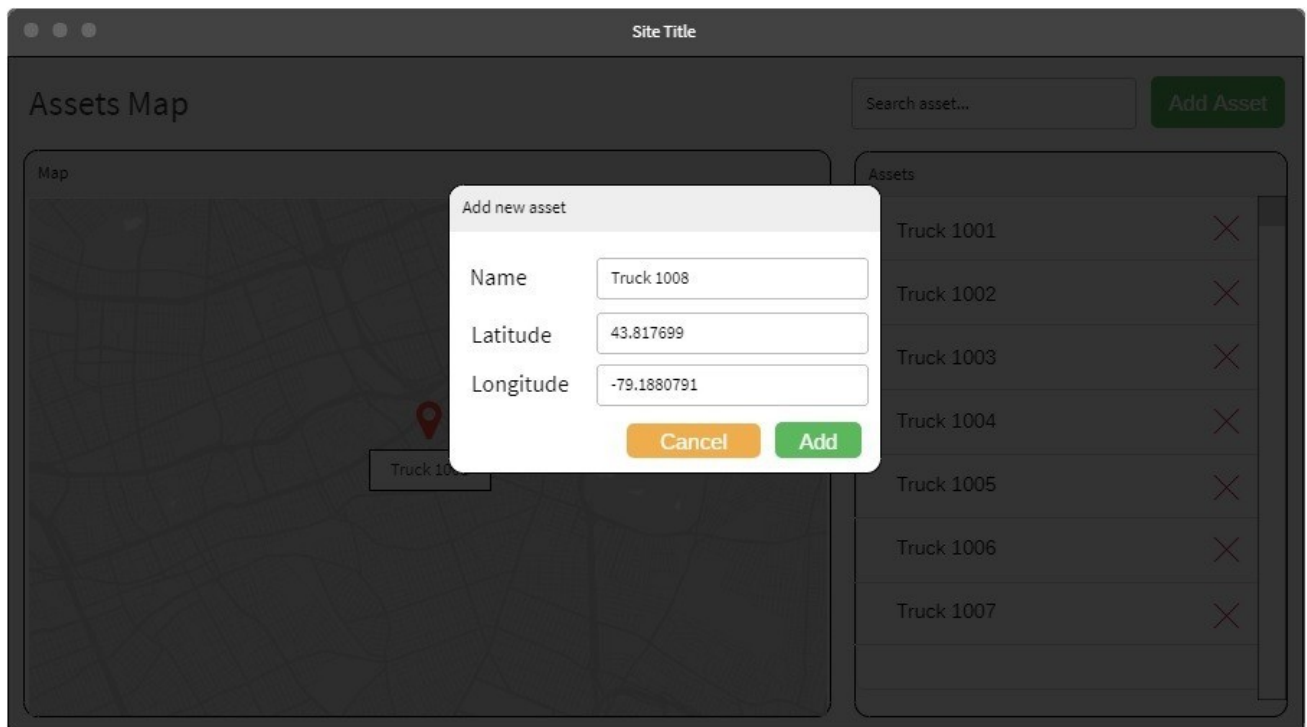 Site Title
Assets Map
Search asset...
Add Asset
Map
Assets
Add new asset
Name
Truck 1008
Latitude
43.817699
Longitude
-79.1880791
Cancel
Add
Truck
Truck 1001
Truck 1002
Truck 1003
Truck 1004
Truck 1005
Truck 1006
Truck 1007